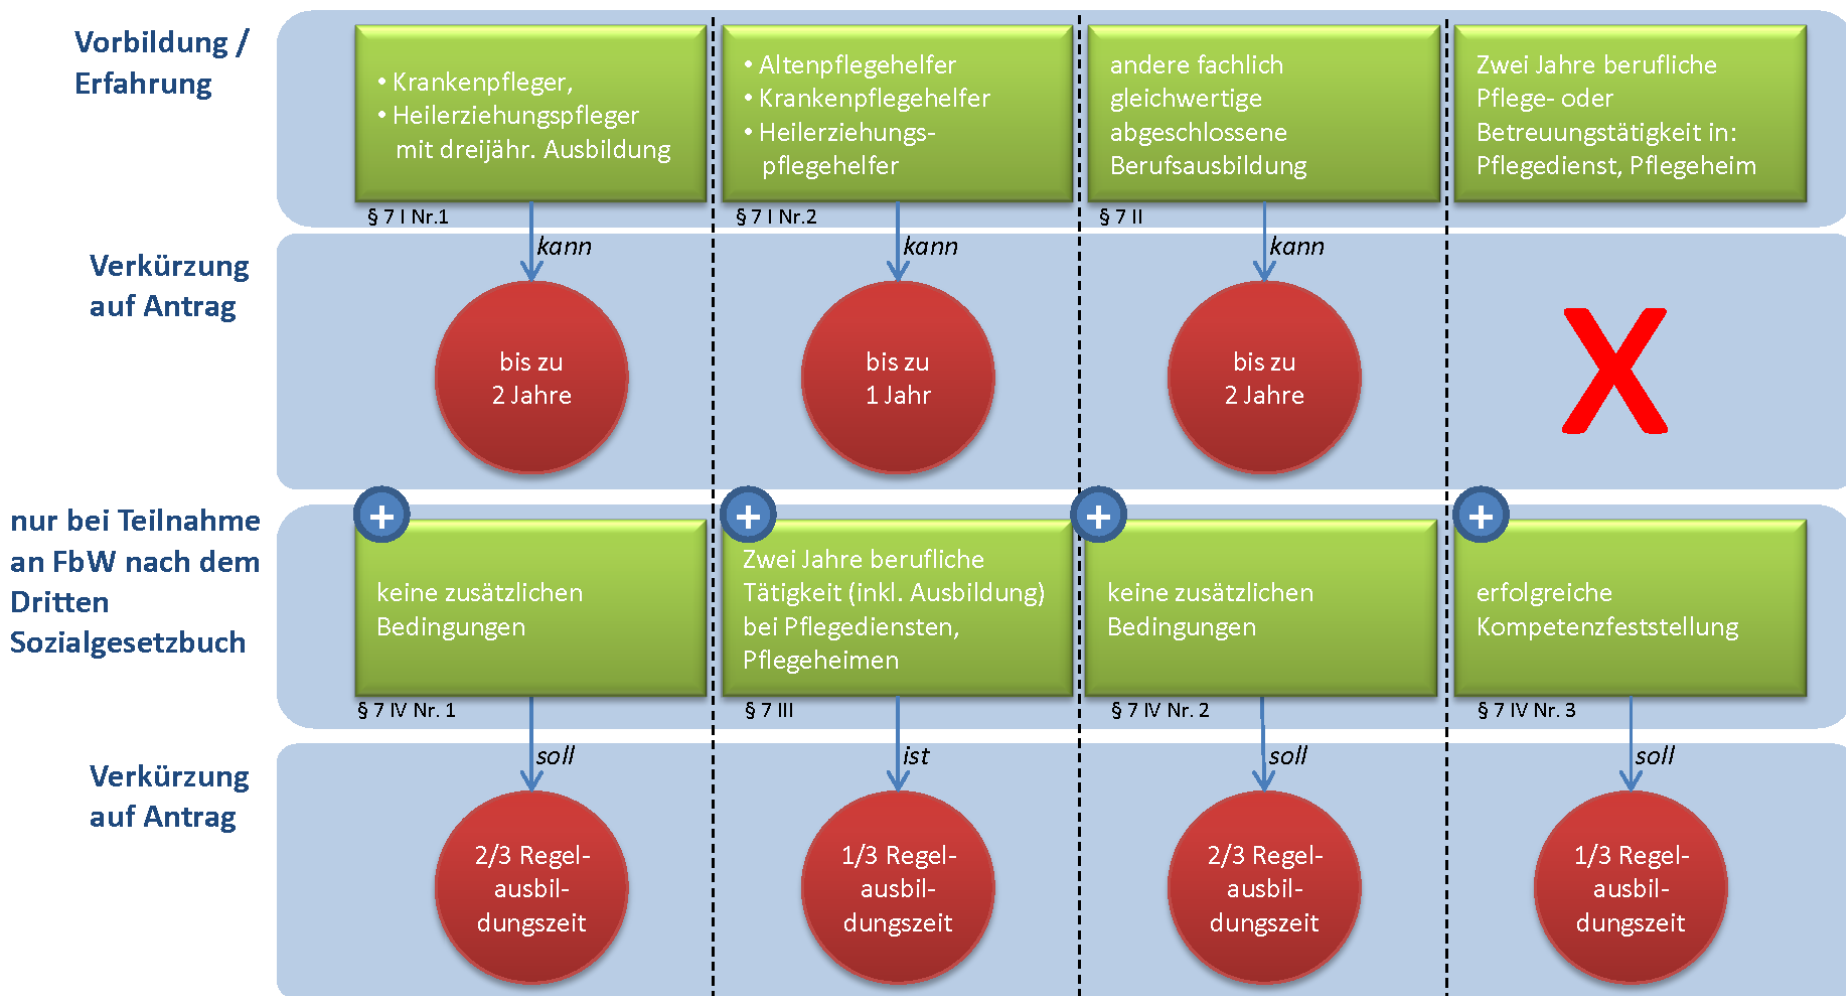 Vorbildung /
Erfahrung
• Krankenpfleger,
• Heilerziehungspfleger
mit dreijähr. Ausbildung
• Altenpflegehelfer
• Krankenpflegehelfer
• Heilerziehungs-
pflegehelfer
andere fachlich
gleichwertige
abgeschlossene
Berufsausbildung
Zwei Jahre berufliche
Pflege- oder
Betreuungstätigkeit in:
Pflegedienst, Pflegeheim
§ 7 I Nr.1
§ 7 I Nr.2
§ 7 II
Verkürzung
auf Antrag
kann
kann
kann
bis zu
2 Jahre
bis zu
1 Jahr
bis zu
2 Jahre
X
nur bei Teilnahme
an FbW nach dem
Dritten
Sozialgesetzbuch
+
keine zusätzlichen
Bedingungen
+
Zwei Jahre berufliche
Tätigkeit (inkl. Ausbildung)
bei Pflegediensten,
Pflegeheimen
+
keine zusätzlichen
Bedingungen
+
erfolgreiche
Kompetenzfeststellung
§ 7 IV Nr. 1
§ 7 III
§ 7 IV Nr. 2
§ 7 IV Nr. 3
Verkürzung
auf Antrag
soll
ist
soll
soll
2/3 Regel-
ausbil-
dungszeit
1/3 Regel-
ausbil-
dungszeit
2/3 Regel-
ausbil-
dungszeit
1/3 Regel-
ausbil-
dungszeit